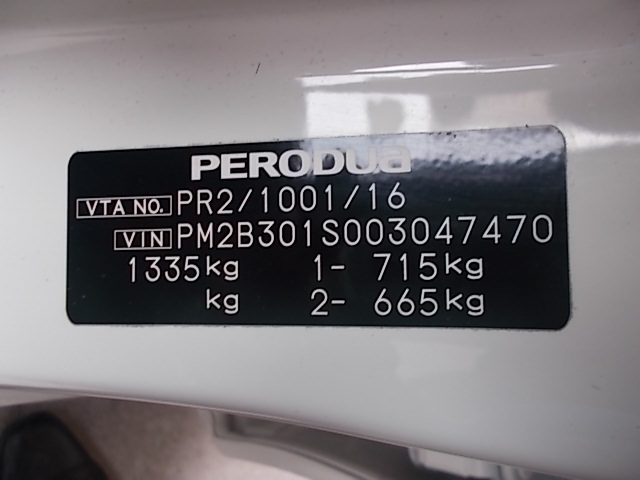 PERODUA
VTA NO. PR2/1001/16
VIN PM2B301S003047470
1335kg 1- 715kg
kg 2- 665kg